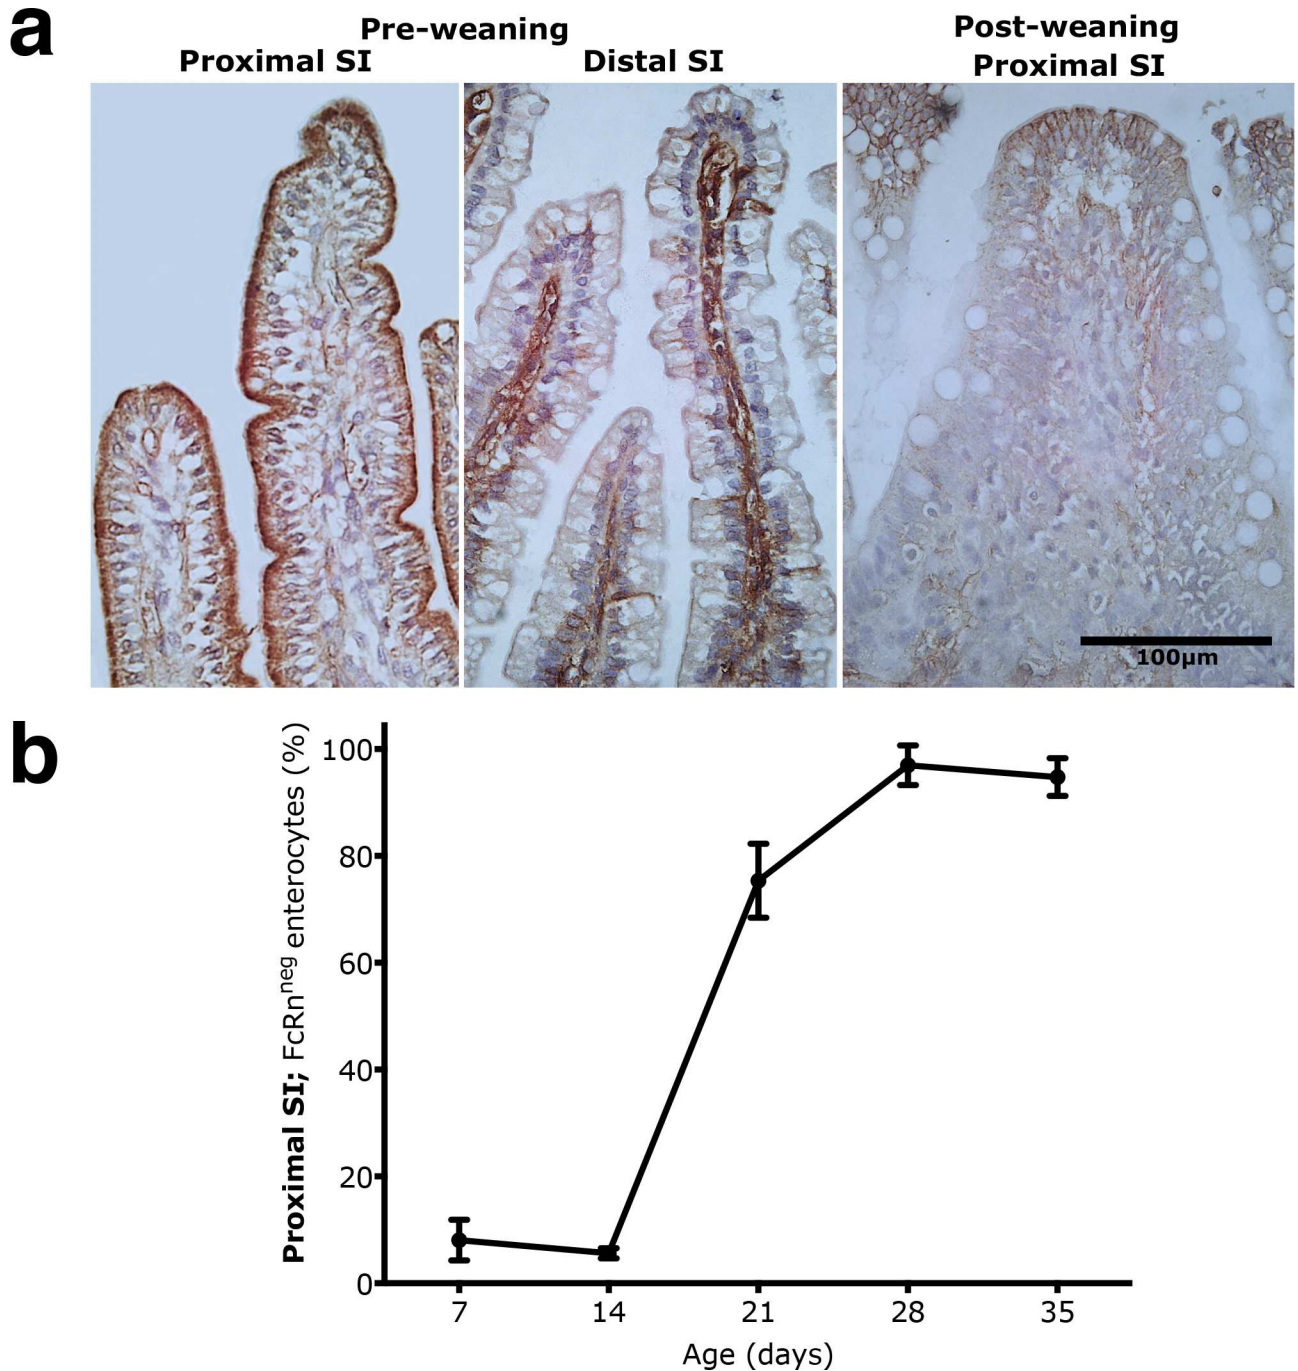 a
Pre-weaning
Post-weaning
Proximal SI
Distal SI
Proximal SI
100µm
b
Proximal SI; FcRnneg enterocytes (%)
100
80
60
40
20
0
7 14 21 28 35
Age (days)